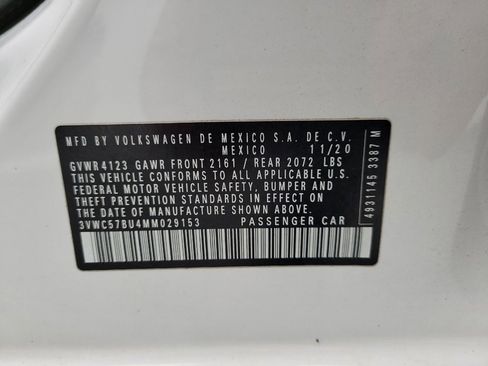 MFD BY VOLKSWAGEN DE MEXICO S.A. DE C.V.
MEXICO 11/20
GVWR 4123 GAWR FRONT 2161 / REAR 2072 LBS
THIS VEHICLE CONFORMS TO ALL APPLICABLE U.S.
FEDERAL MOTOR VEHICLE SAFETY, BUMPER AND
THEFT PREVENTION STANDARDS IN EFFECT ON
THE DATE OF MANUFACTURE SHOWN ABOVE.
3VWC57BU4MM029153 PASSENGER CAR
4931145 3387 M